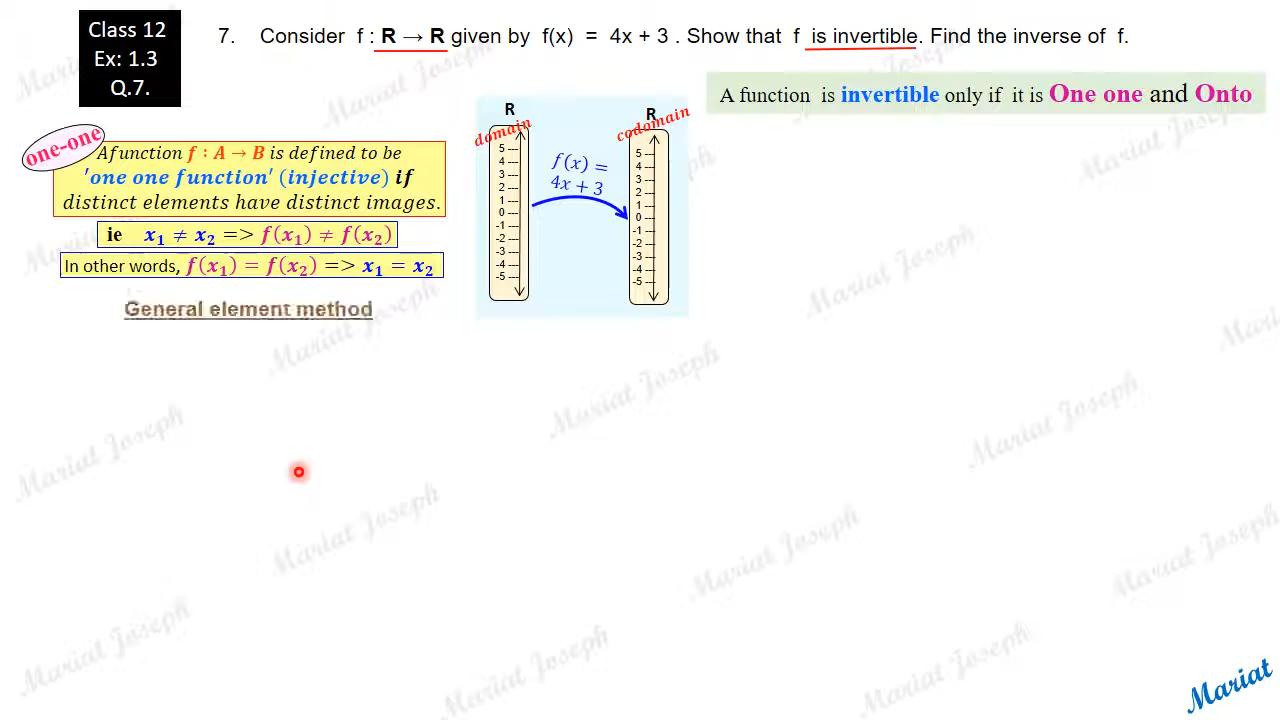 Class 12
Ex: 1.3
Q.7.
7. Consider f : R → R given by f(x) = 4x + 3 . Show that f is invertible. Find the inverse of f.
A function is invertible only if it is One one and Onto
one-one
Afunction f : A → B is defined to be
'one one function' (injective) if
distinct elements have distinct images.
ie x₁ ≠ x₂ => f(x₁) ≠ f(x₂)
In other words, f(x₁) = f(x₂) => x₁ = x₂
General element method
R
domain
5
4
3
2
1
0
-1
-2
-3
-4
-5
f(x) =
4x + 3
R
codomain
5
4
3
2
1
0
-1
-2
-3
-4
-5
Mariat Joseph
Mariat